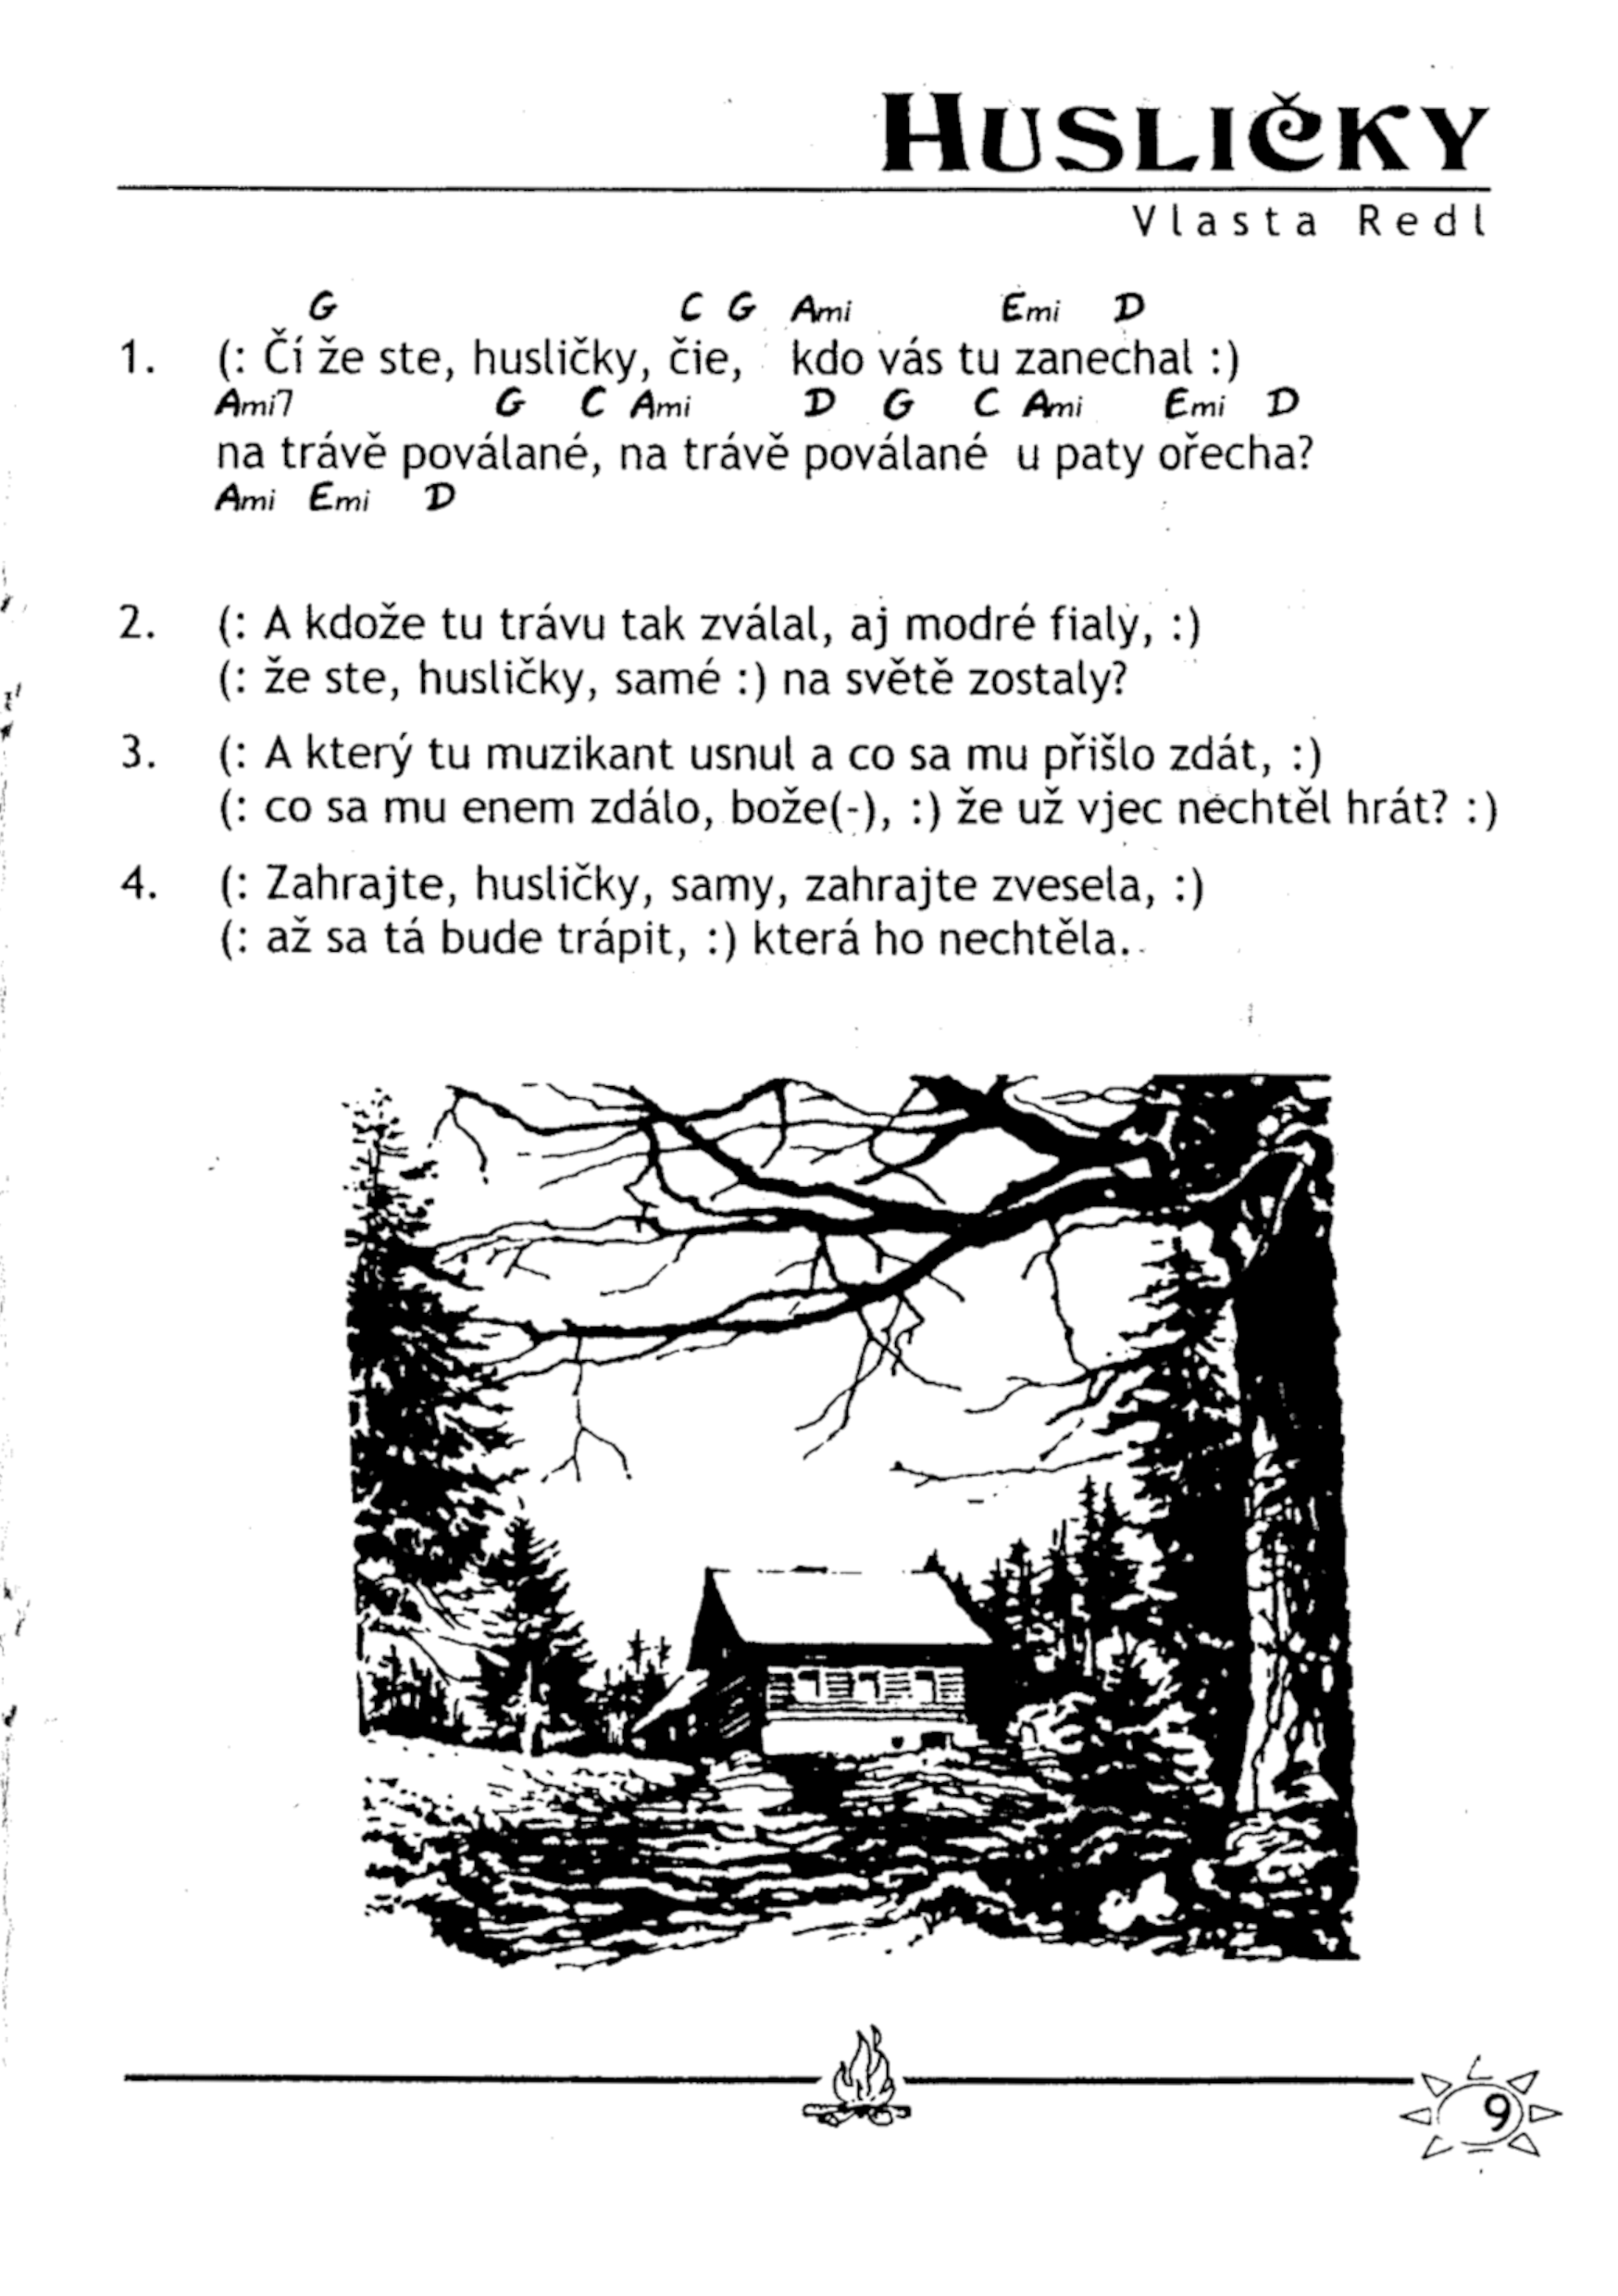 HUSLIČKY
Vlasta Redl
G C G Ami Emi D
1. (: Čí že ste, husličky, čie, kdo vás tu zanechal :)
Ami7 G C Ami D G C Ami Emi D
na trávě poválané, na trávě poválané u paty ořecha?
Ami Emi D
2. (: A kdože tu trávu tak zválal, aj modré fialy, :)
(: že ste, husličky, samé :) na světě zostaly?
3. (: A který tu muzikant usnul a co sa mu přišlo zdát, :)
(: co sa mu enem zdálo, bože(-), :) že už vjec nechtěl hrát? :)
4. (: Zahrajte, husličky, samy, zahrajte zvesela, :)
(: až sa tá bude trápit, :) která ho nechtěla.
9